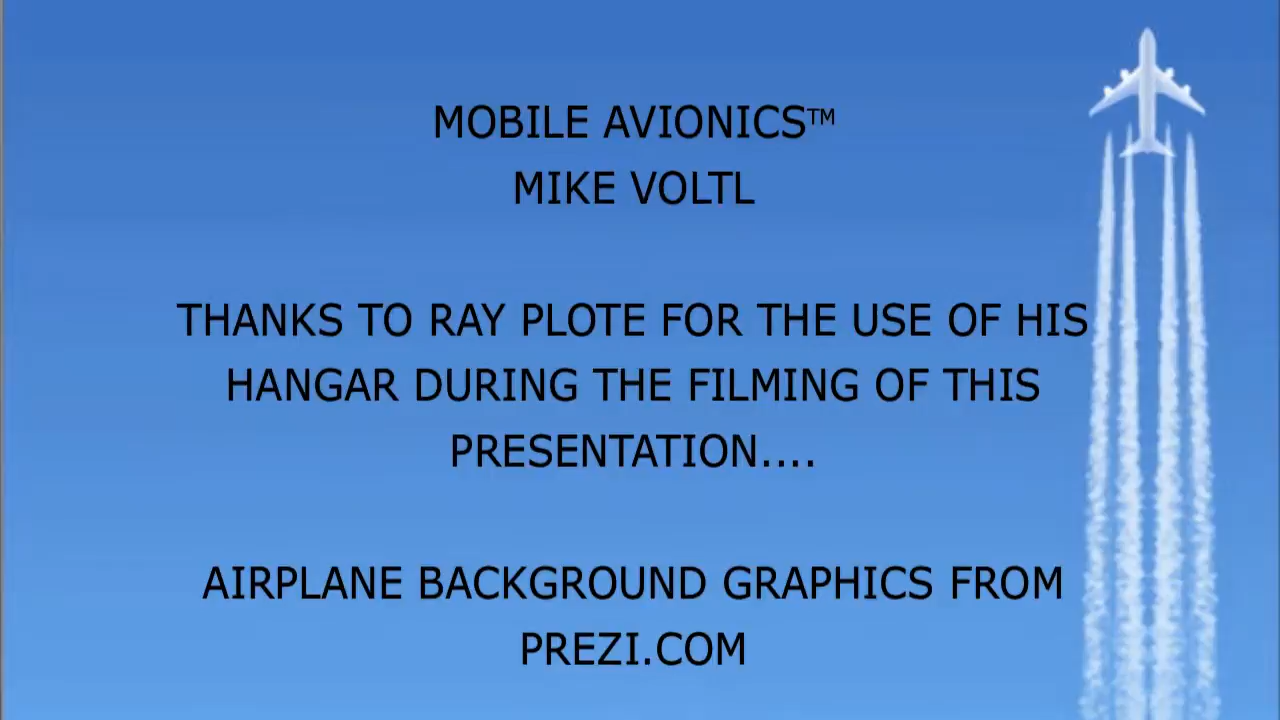 MOBILE AVIONICS™
MIKE VOLTL
THANKS TO RAY PLOTE FOR THE USE OF HIS
HANGAR DURING THE FILMING OF THIS
PRESENTATION....
AIRPLANE BACKGROUND GRAPHICS FROM
PREZI.COM